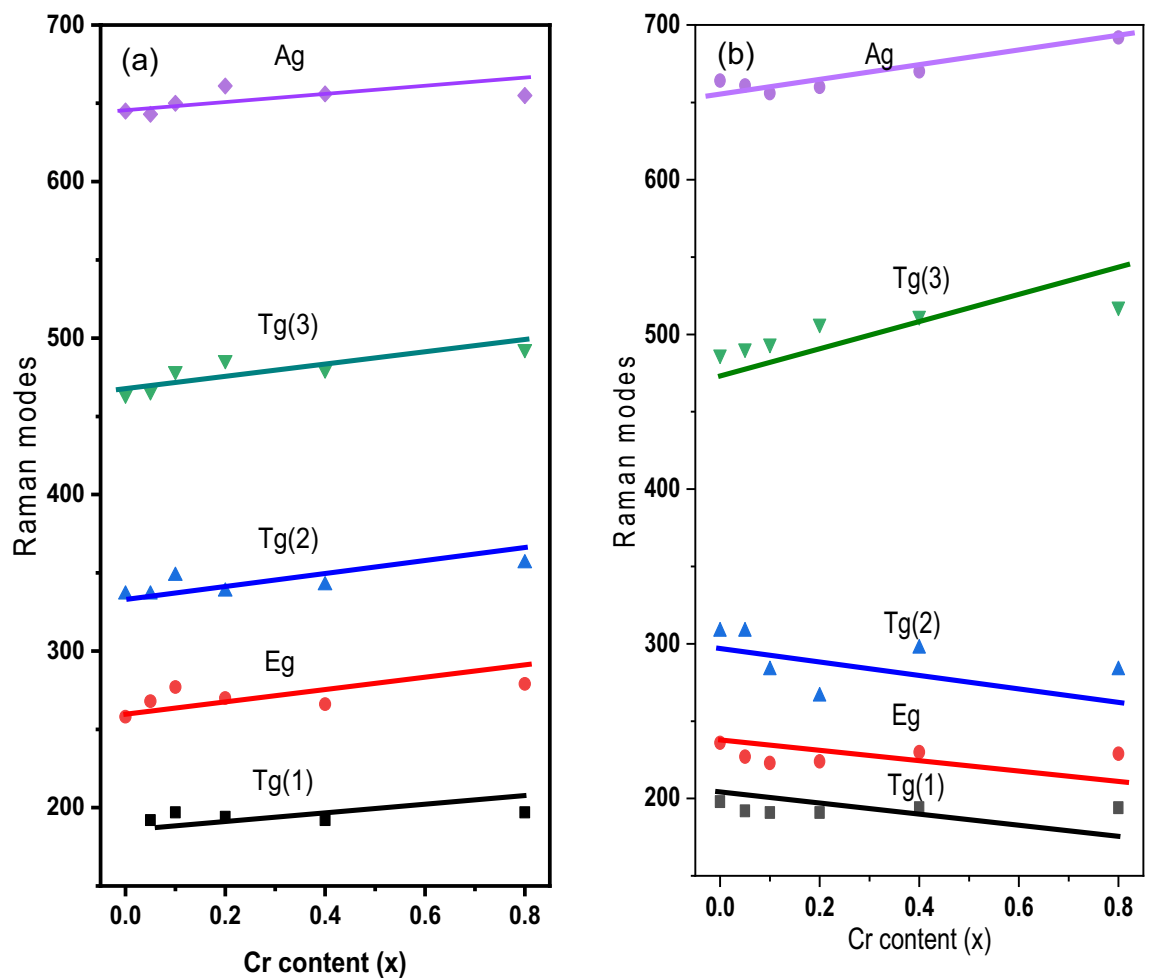 (a)
Ag
Tg(3)
Tg(2)
Eg
Tg(1)
700
600
500
400
300
200
Raman modes
0.0 0.2 0.4 0.6 0.8
Cr content (x)
(b)
Ag
Tg(3)
Tg(2)
Eg
Tg(1)
700
600
500
400
300
200
Raman modes
0.0 0.2 0.4 0.6 0.8
Cr content (x)